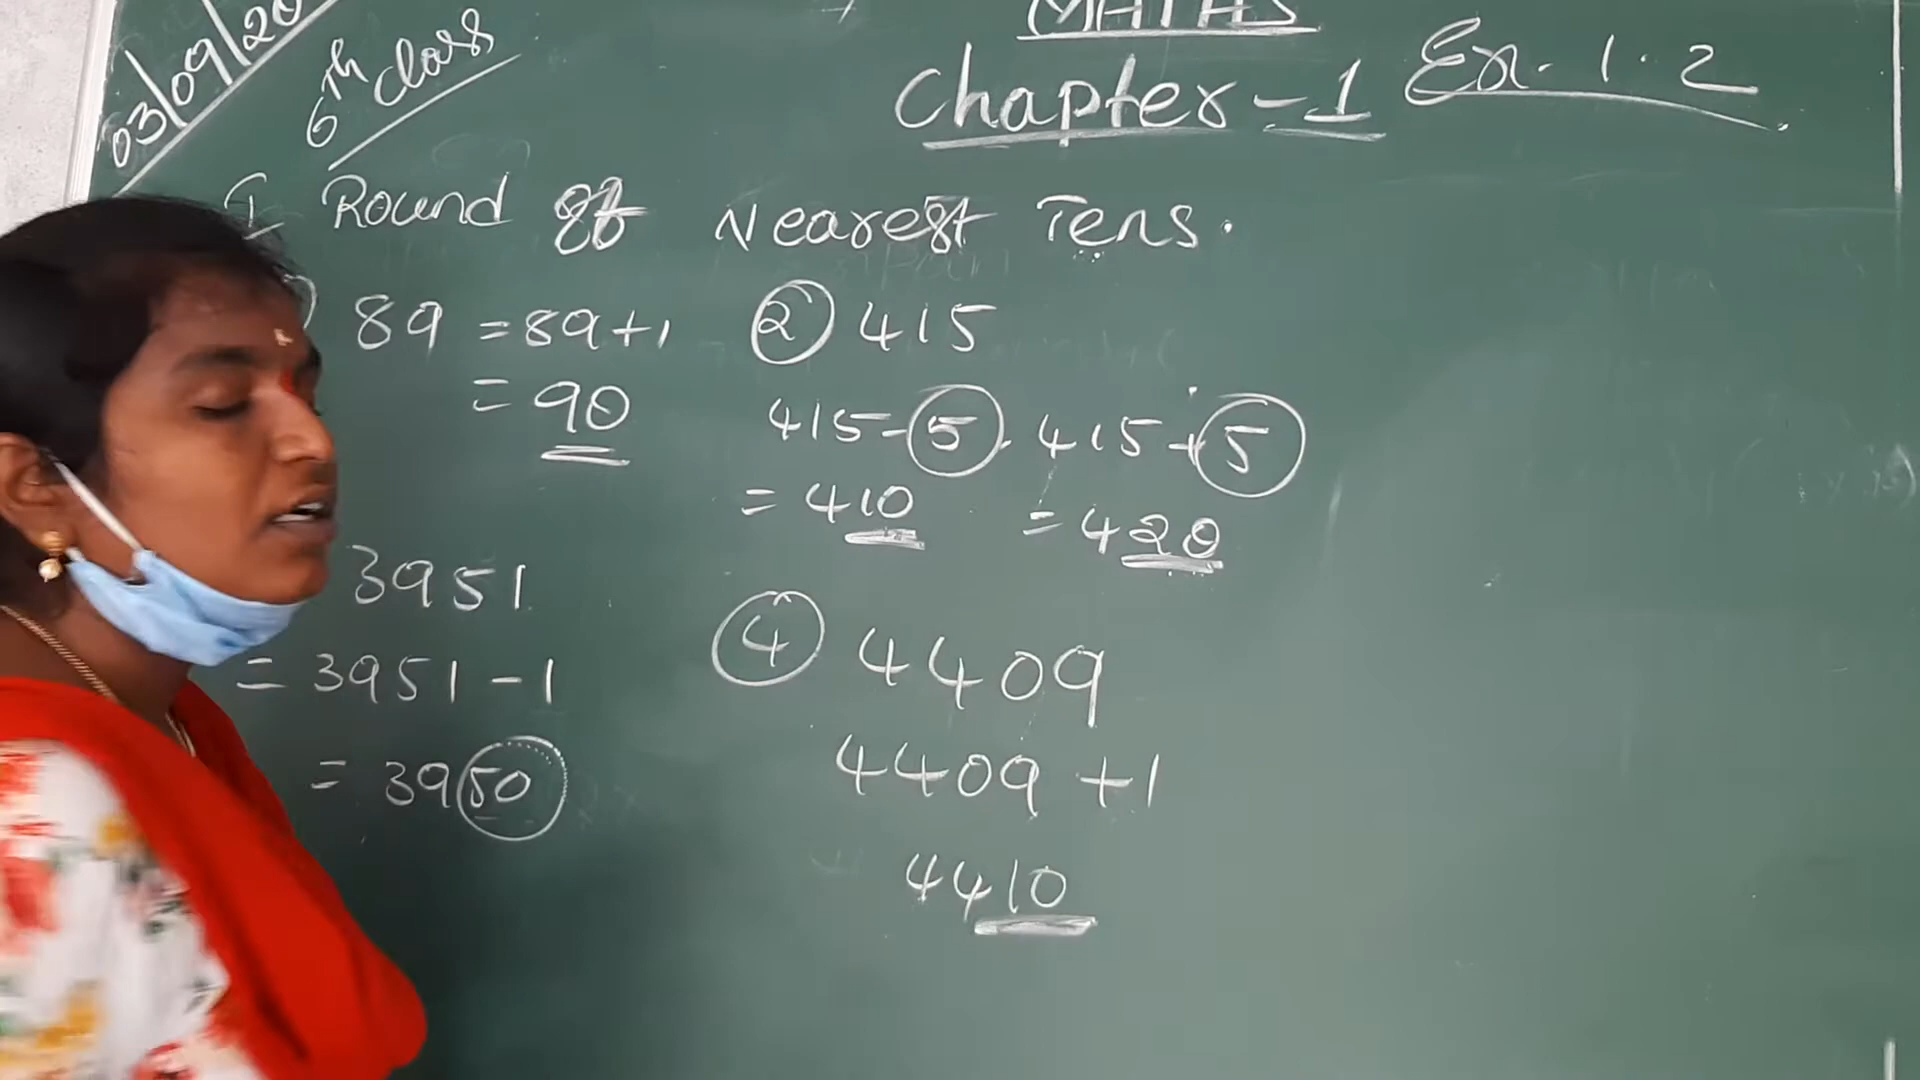 03/09/20
6th class
MATHS
Chapter - 1 Ex. 1.2
I Round of Nearest Tens.
89 = 89+1
= 90
② 415
415-5 . 415+5
= 410 = 420
3951
= 3951 - 1
= 3950
④ 4409
4409 +1
4410